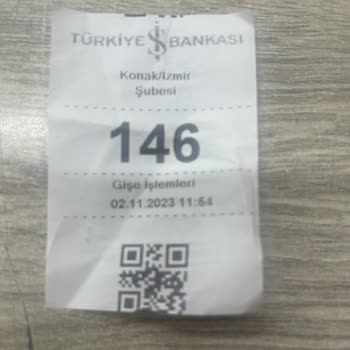 TÜRKİYE İŞ BANKASI
Konak/İzmir
Şubesi
146
Gişe İşlemleri
02.11.2023 11:54